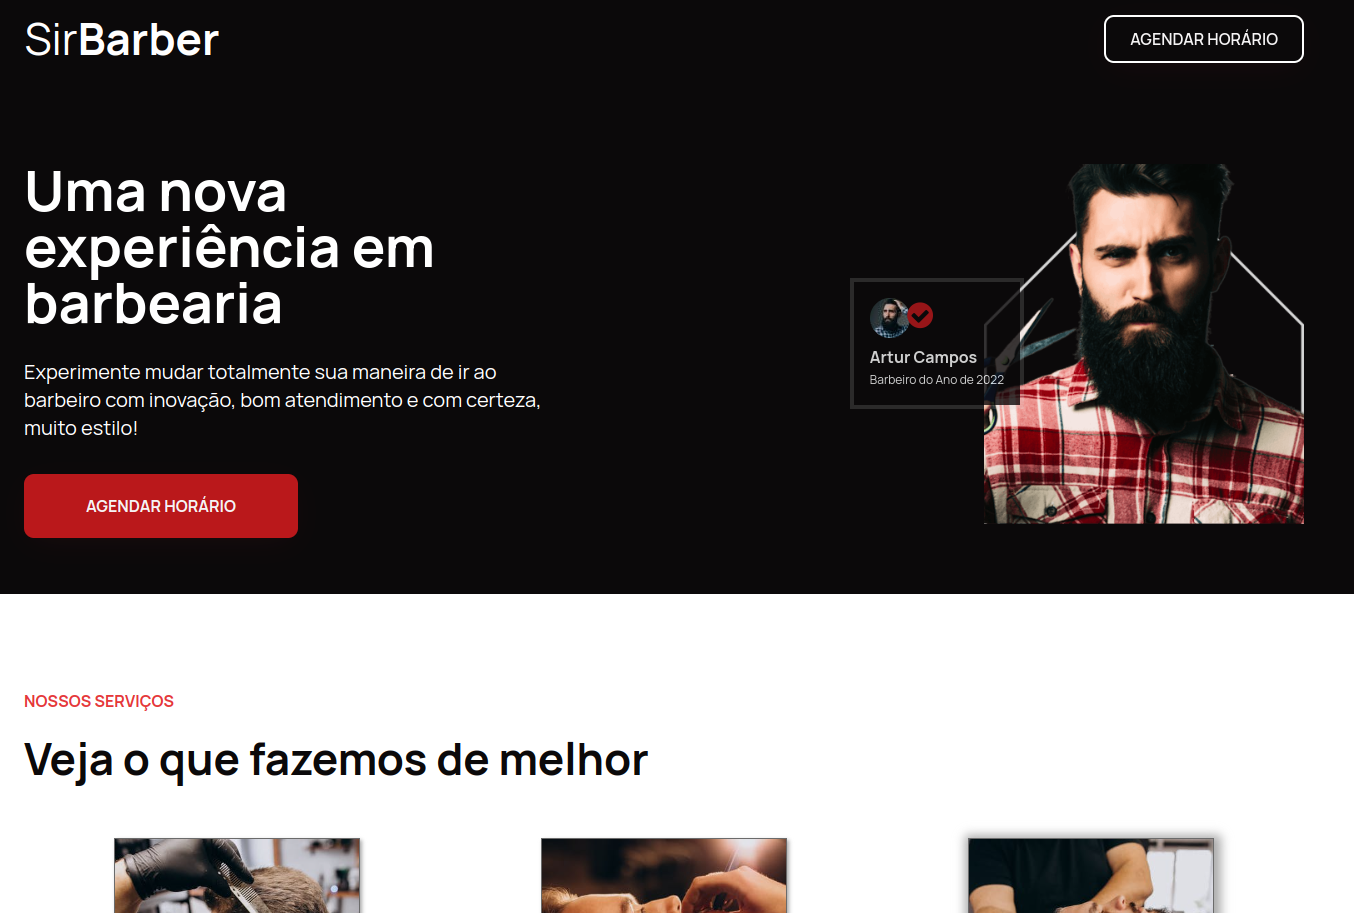 SirBarber
AGENDAR HORÁRIO
Uma nova
experiência em
barbearia
Experimente mudar totalmente sua maneira de ir ao
barbeiro com inovação, bom atendimento e com certeza,
muito estilo!
AGENDAR HORÁRIO
Artur Campos
Barbeiro do Ano de 2022
NOSSOS SERVIÇOS
Veja o que fazemos de melhor